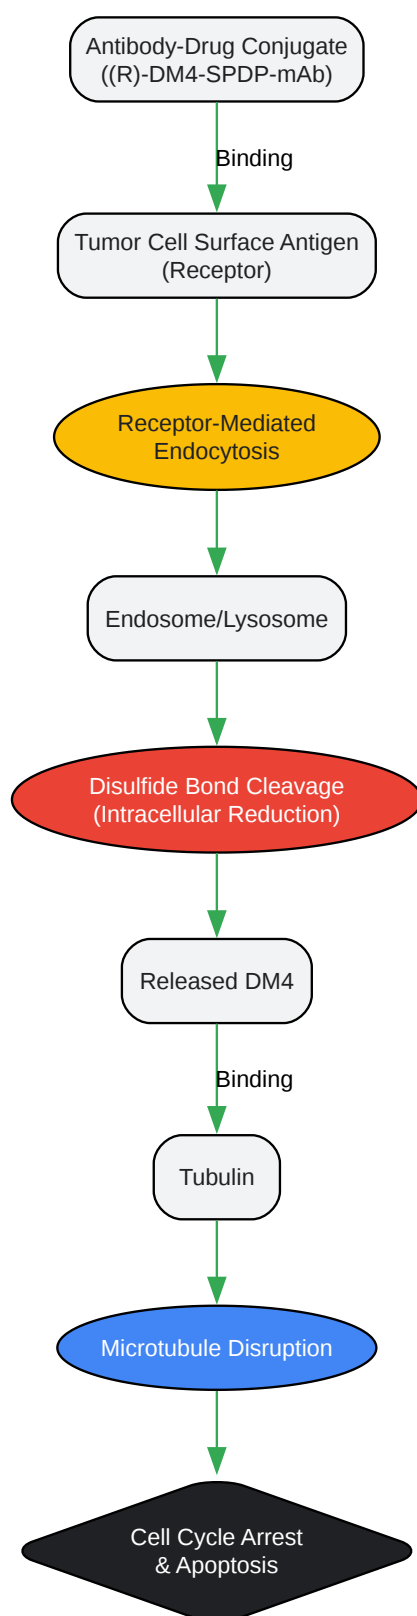 Antibody-Drug Conjugate
((R)-DM4-SPDP-mAb)
Binding
Tumor Cell Surface Antigen
(Receptor)
Receptor-Mediated
Endocytosis
Endosome/Lysosome
Disulfide Bond Cleavage
(Intracellular Reduction)
Released DM4
Binding
Tubulin
Microtubule Disruption
Cell Cycle Arrest
& Apoptosis